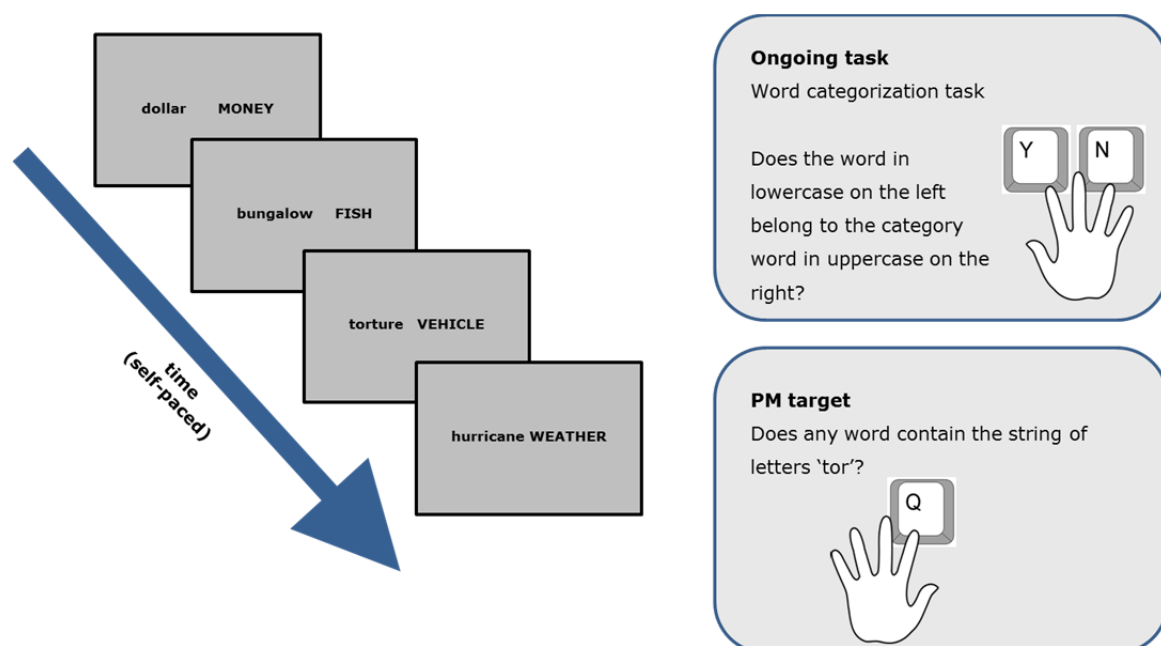 dollar MONEY
bungalow FISH
torture VEHICLE
hurricane WEATHER
time
(self-paced)
Ongoing task
Word categorization task
Does the word in
lowercase on the left
belong to the category
word in uppercase on the
right?
Y N
PM target
Does any word contain the string of
letters ‘tor’?
Q